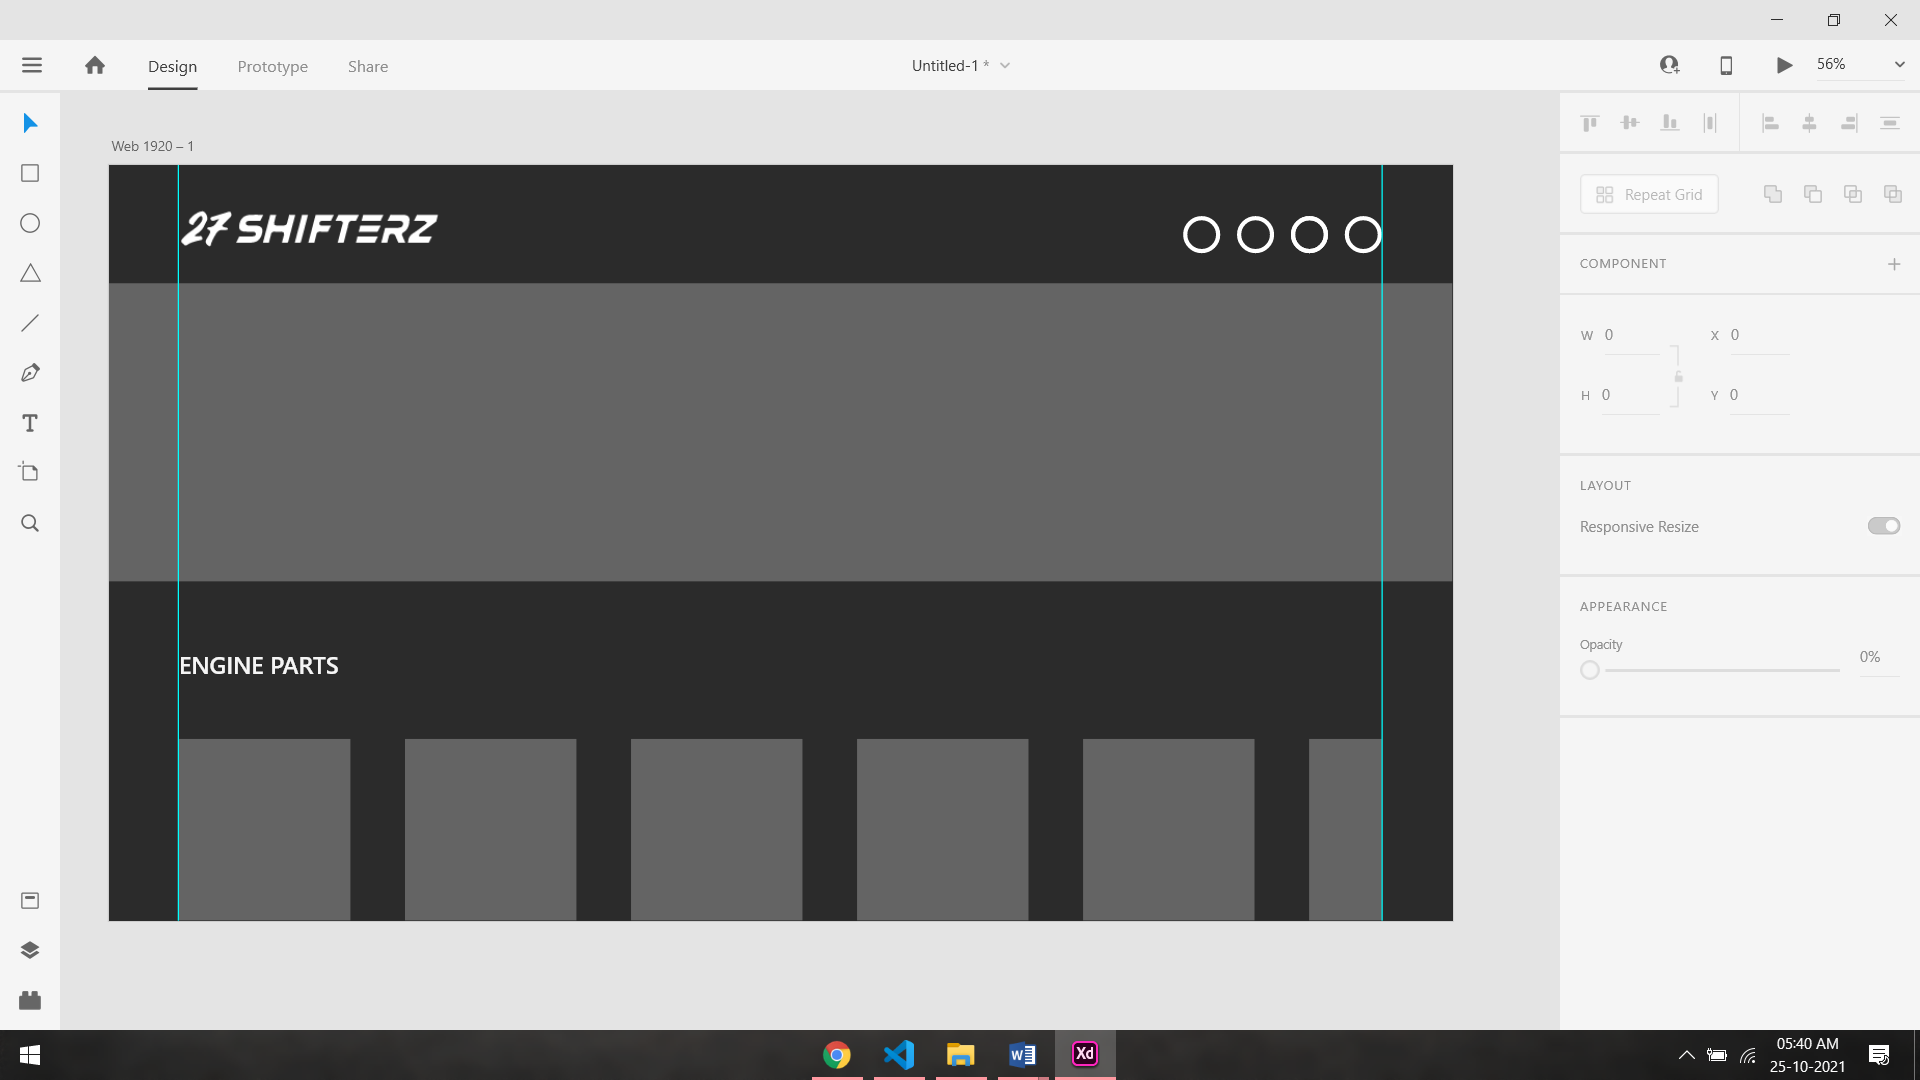 Design
Prototype
Share
Untitled-1 *
56%
Web 1920 – 1
27 SHIFTERZ
ENGINE PARTS
Repeat Grid
COMPONENT
W 0
X 0
H 0
Y 0
LAYOUT
Responsive Resize
APPEARANCE
Opacity
0%
W
Xd
05:40 AM
25-10-2021